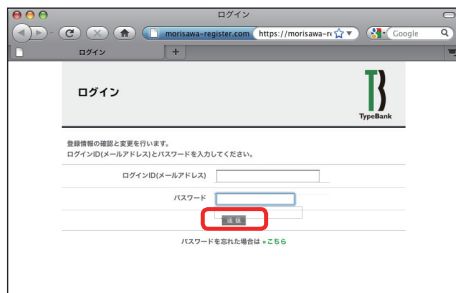 ログイン
morisawa-register.com https://morisawa-re Google
ログイン +
ログイン
TB
TypeBank
登録情報の確認と変更を行います。
ログインID(メールアドレス)とパスワードを入力してください。
ログインID(メールアドレス)
パスワード
送信
パスワードを忘れた場合は »こちら